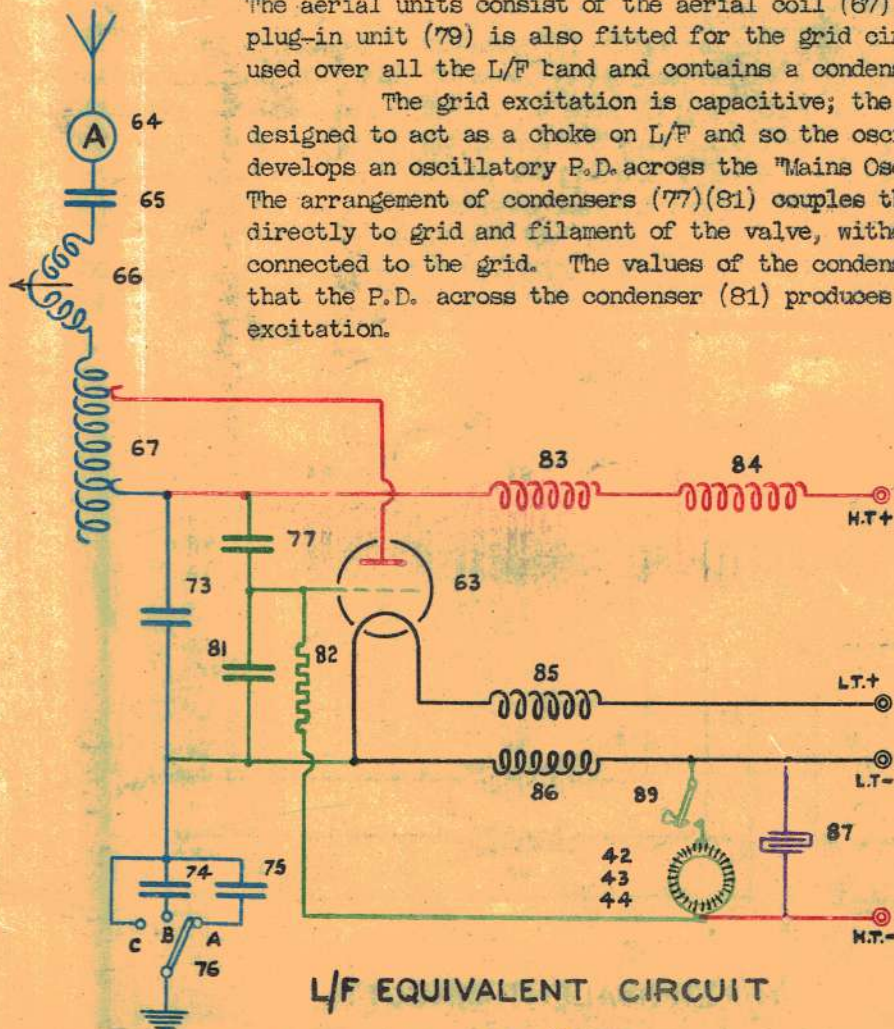 The aerial units consist of the aerial coil (67)
plug-in unit (79) is also fitted for the grid cir
used over all the L/F band and contains a condens
The grid excitation is capacitive; the
designed to act as a choke on L/F and so the osci
develops an oscillatory P.D. across the "Mains Osc
The arrangement of condensers (77)(81) couples th
directly to grid and filament of the valve, with
connected to the grid. The values of the conden
that the P.D. across the condenser (81) produces
excitation.
A 64
65
66
67
83 84
H.T+
77
73
63
81 82
85
L.T.+
86 89
L.T-
87
42
43
44
74 75
C B A
76
H.T.-
L/F EQUIVALENT CIRCUIT